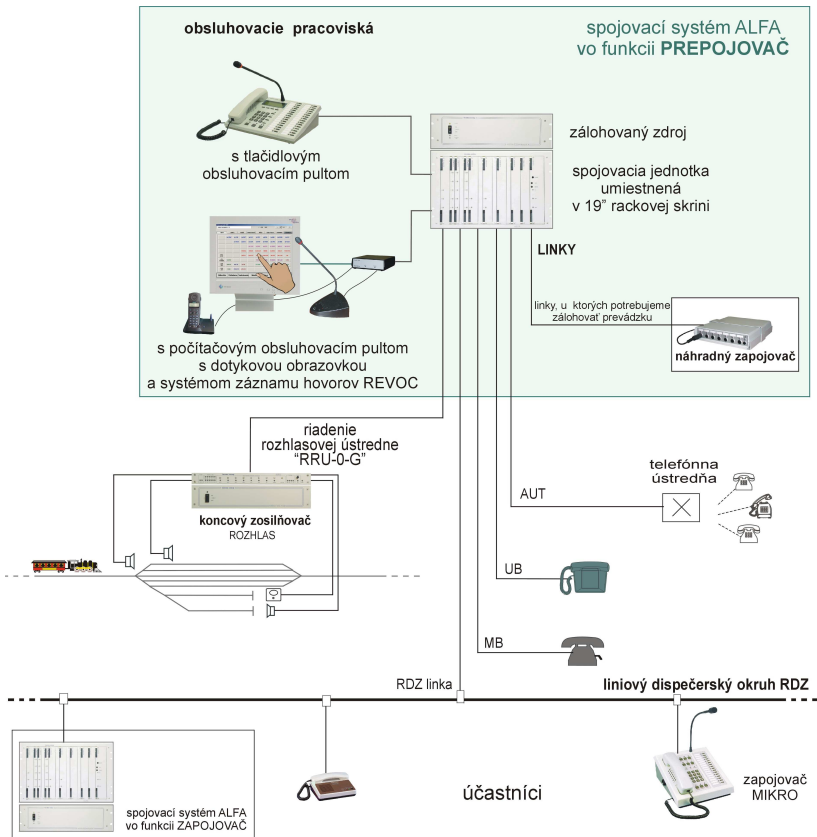 obsluhovacie pracoviská
spojovací systém ALFA
vo funkcii PREPOJOVAČ
s tlačidlovým
obsluhovacím pultom
zálohovaný zdroj
spojovacia jednotka
umiestnená
v 19” rackovej skrini
LINKY
linky, u ktorých potrebujeme
zálohovať prevádzku
náhradný zapojovač
s počítačovým obsluhovacím pultom
s dotykovou obrazovkou
a systémom záznamu hovorov REVOC
riadenie
rozhlasovej ústredne
“RRU-0-G”
koncový zosilňovač
ROZHLAS
telefónna
ústredňa
AUT
UB
MB
RDZ linka
liniový dispečerský okruh RDZ
spojovací systém ALFA
vo funkcii ZAPOJOVAČ
účastníci
zapojovač
MIKRO